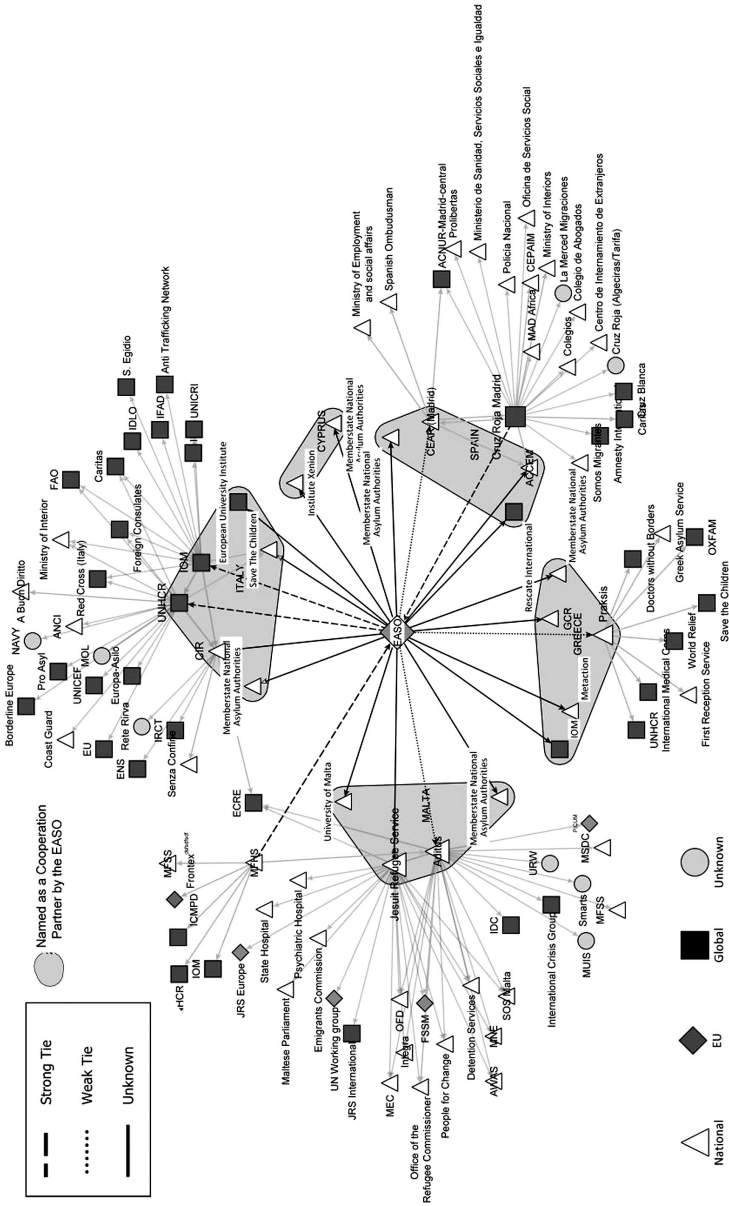 Strong Tie
Weak Tie
Unknown
Named as a Cooperation
Partner by the EASO
Borderline Europe
NAVY
A Buon Diritto
Ministry of Interior
FAO
Coast Guard
Pro Asyl
ANCI
Red Cross (Italy)
Caritas
IDLO
S. Egidio
EU
UNICEF
MOL
Foreign Consulates
IFAD
Anti Trafficking Network
ENS
Rete Rirva
Europa-Asilo
UNICRI
Senza Confine
IRCT
UNHCR
IOM
European University Institute
CIR
ITALY
Save The Children
Memberstate National
Asylum Authorities
ECRE
MFSS
Frontex
ICMPD
IOM
MFNS
JRS Europe
State Hospital
Psychiatric Hospital
Maltese Parliament
Emigrants Commission
UN Working group
JRS International
University of Malta
Jesuit Refugee Service
MALTA
Aditus
Memberstate National
Asylum Authorities
MEC
OFD
Integra
Office of the
Refugee Commissioner
FSSM
People for Change
Detention Services
AWAS
MNE
SOS Malta
IDC
International Crisis Group
URW
MUIS
Smarts
MFSS
MSDC
PICUM
EASO
Institute Xenion
CYPRUS
Memberstate National
Asylum Authorities
Memberstate National
Asylum Authorities
Ministry of Employment
and social affairs
Spanish Ombudusman
CEAR (Madrid)
SPAIN
Cruz Roja Madrid
ACCEM
ACNUR-Madrid-central
Prolibertas
Ministerio de Sanidad, Servicios Sociales e Igualdad
Policia Nacional
MAD Africa
CEPAIM
Oficina de Servicios Social
Ministry of Interiors
La Merced Migraciones
Colegio de Abogados
Colegios
Centro de Internamiento de Extranjeros
Cruz Roja (Algeciras/Tarifa)
Cruz Blanca
Caritas
Somos Migrantes
Rescate International
Memberstate National
Asylum Authorities
GCR
GREECE
Praksis
Metaction
IOM
Doctors without Borders
Greek Asylum Service
OXFAM
Save the Children
World Relief
International Medical Corps
First Reception Service
UNHCR
National
EU
Global
Unknown